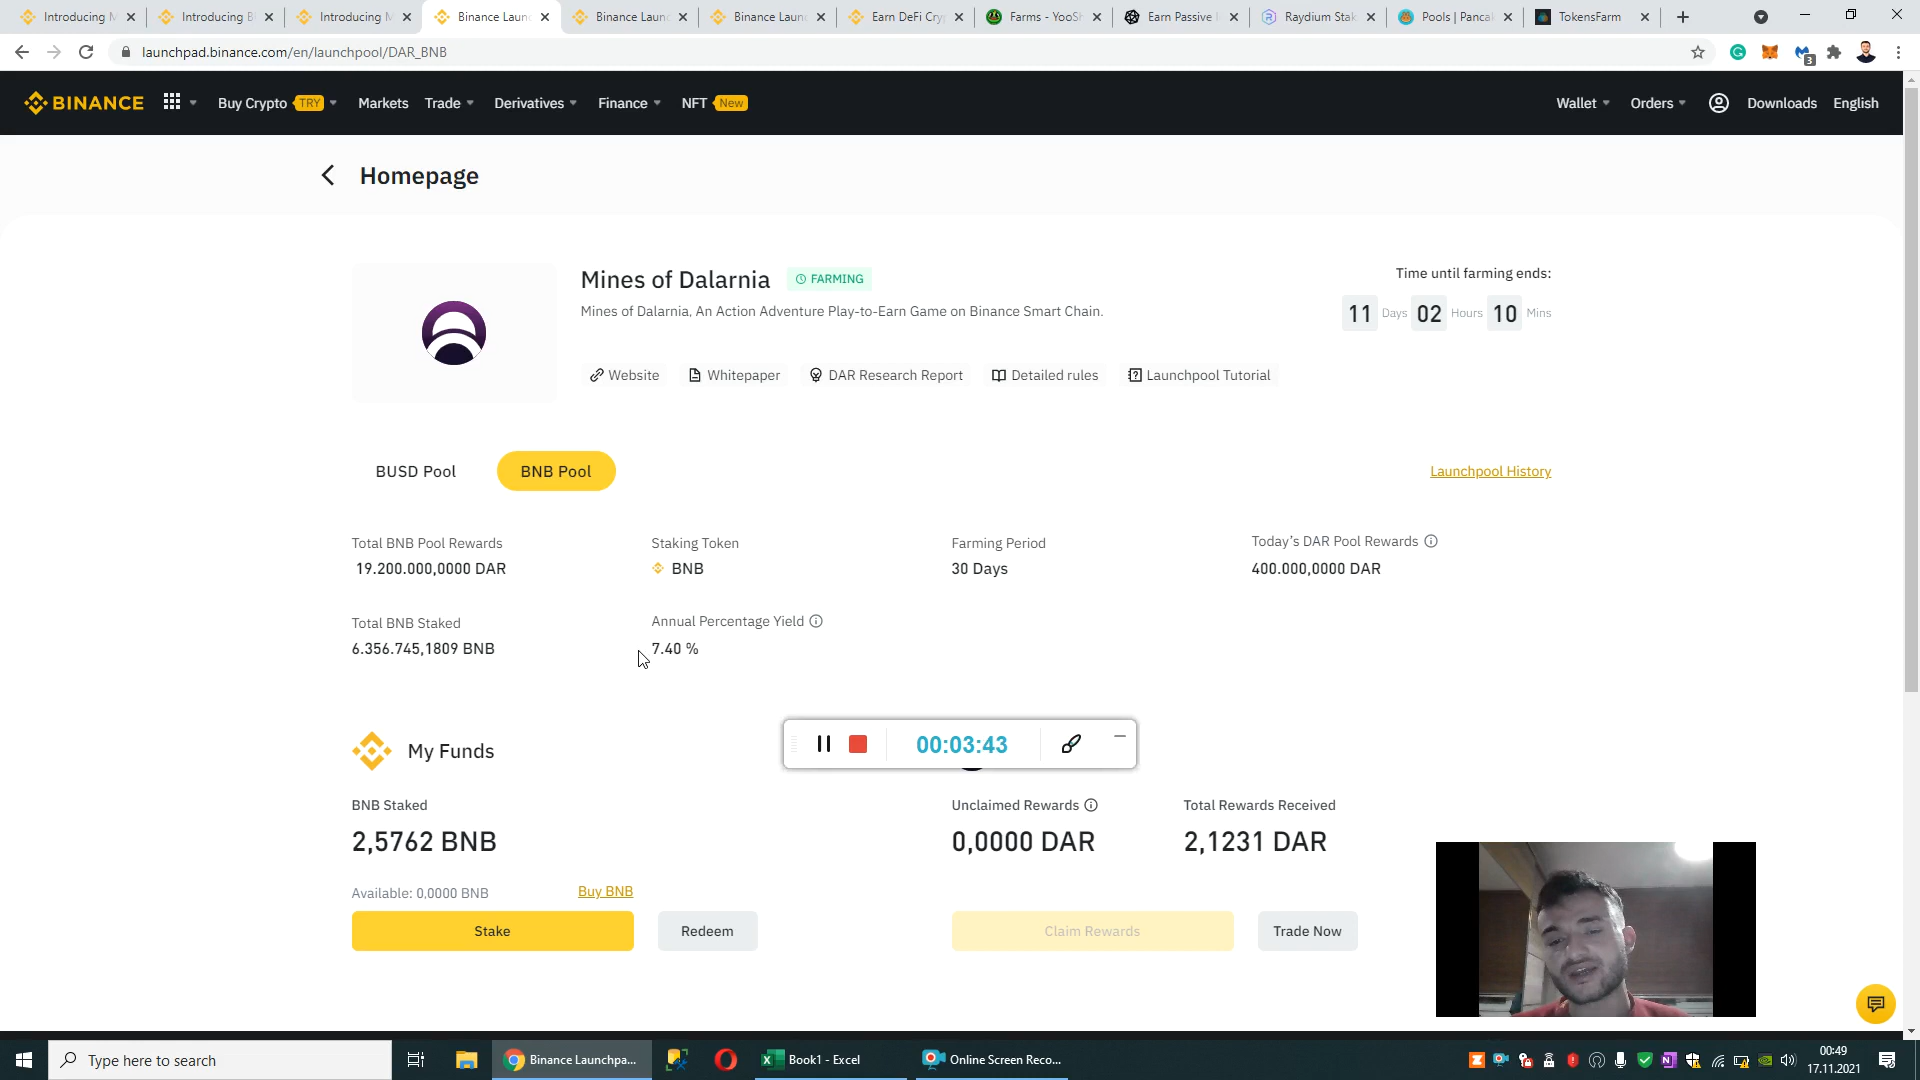 Introducing M
Introducing B
Introducing M
Binance Laun
Binance Laun
Binance Laun
Earn DeFi Cry
Farms - YooSh
Earn Passive I
Raydium Stak
Pools | Panca
TokensFarm
launchpad.binance.com/en/launchpool/DAR_BNB
3
BINANCE
Buy Crypto TRY
Markets
Trade
Derivatives
Finance
NFT New
Wallet
Orders
Downloads
English
Homepage
Mines of Dalarnia
FARMING
Mines of Dalarnia, An Action Adventure Play-to-Earn Game on Binance Smart Chain.
Time until farming ends:
11 Days 02 Hours 10 Mins
Website
Whitepaper
DAR Research Report
Detailed rules
Launchpool Tutorial
BUSD Pool
BNB Pool
Launchpool History
Total BNB Pool Rewards
19.200.000,0000 DAR
Staking Token
BNB
Farming Period
30 Days
Today's DAR Pool Rewards
400.000,0000 DAR
Total BNB Staked
6.356.745,1809 BNB
Annual Percentage Yield
7.40 %
00:03:43
My Funds
BNB Staked
2,5762 BNB
Unclaimed Rewards
0,0000 DAR
Total Rewards Received
2,1231 DAR
Available: 0,0000 BNB
Buy BNB
Stake
Redeem
Claim Rewards
Trade Now
Type here to search
Binance Launchpa...
Book1 - Excel
Online Screen Reco...
00:49
17.11.2021